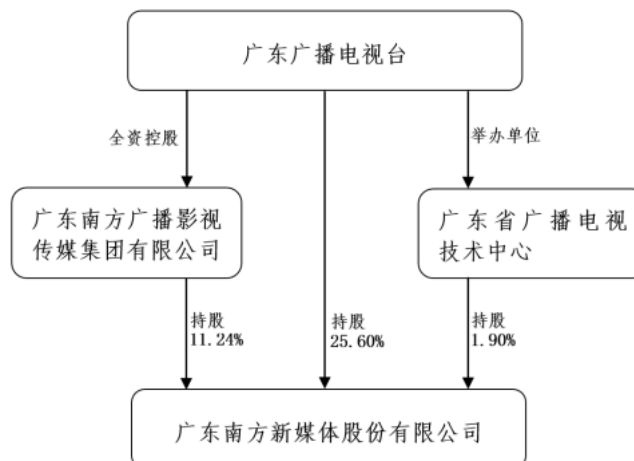 广东广播电视台
全资控股
举办单位
广东南方广播影视
传媒集团有限公司
广东省广播电视
技术中心
持股
11.24%
持股
25.60%
持股
1.90%
广东南方新媒体股份有限公司